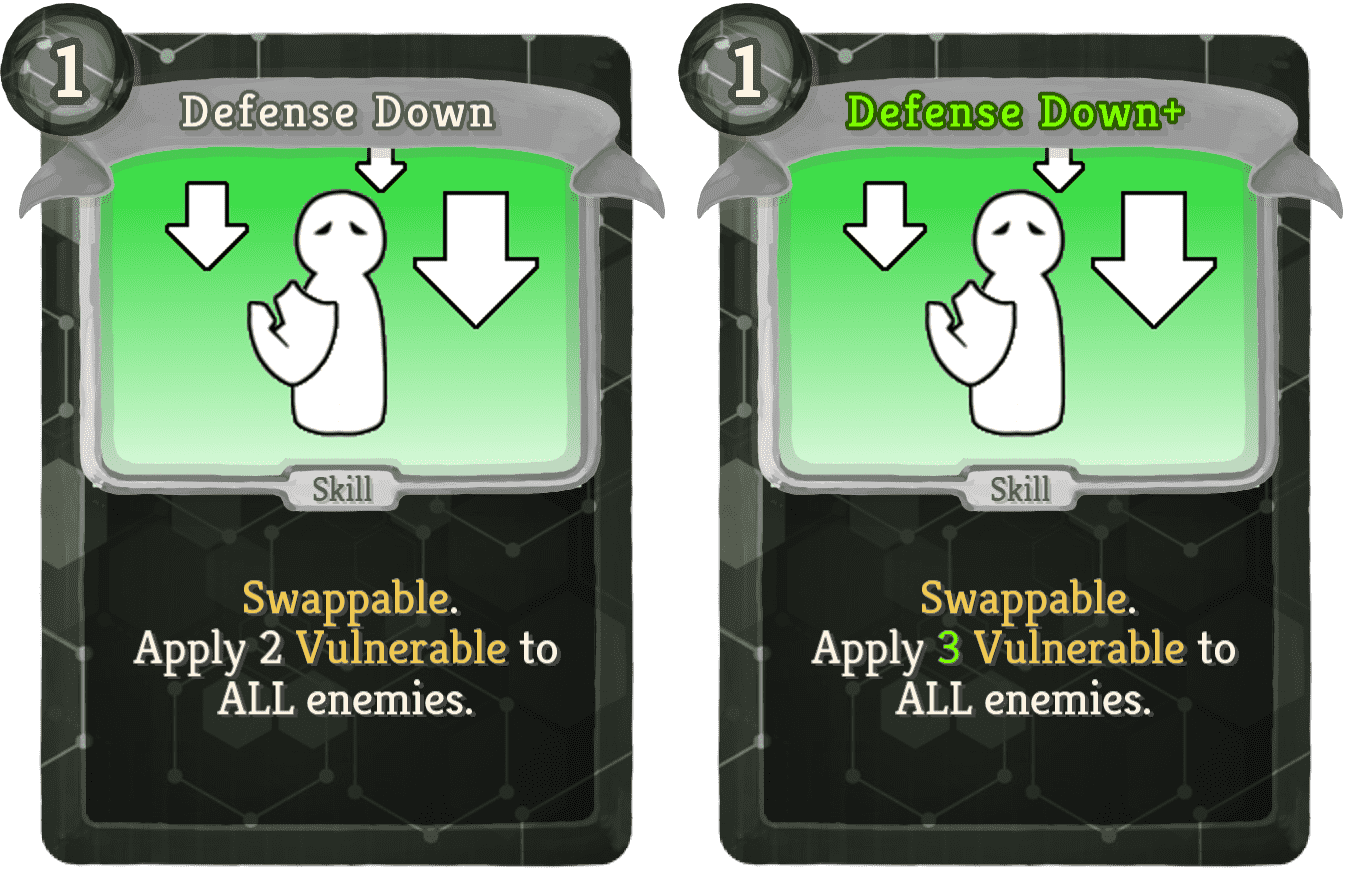 1
Defense Down
Skill
Swappable.
Apply 2 Vulnerable to
ALL enemies.
1
Defense Down+
Skill
Swappable.
Apply 3 Vulnerable to
ALL enemies.